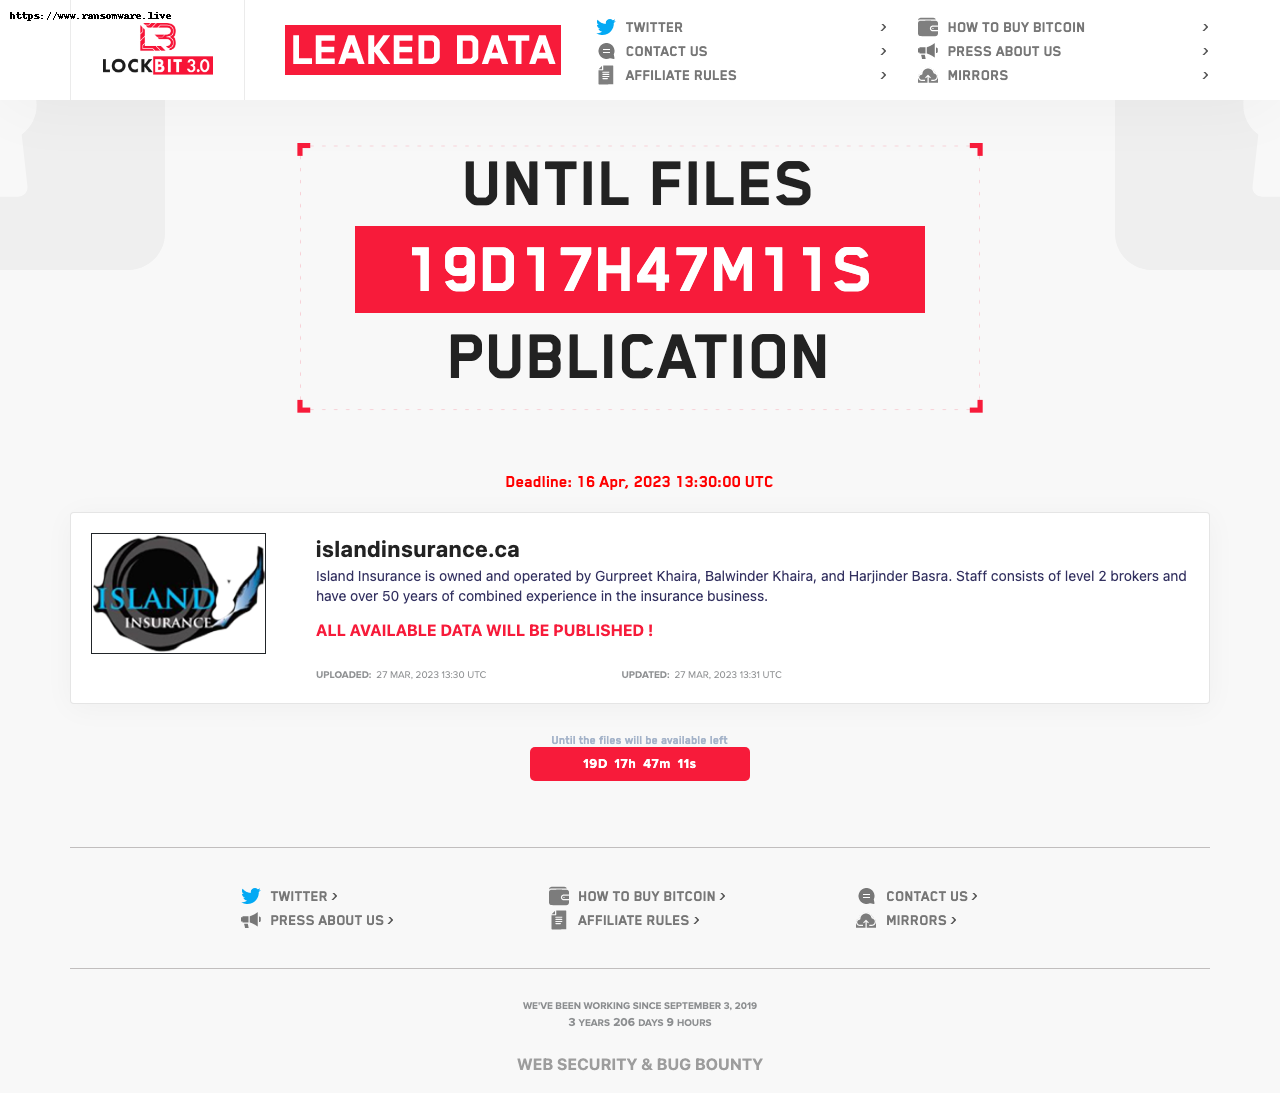 https://www.ransomware.live
LOCKBIT 3.0
LEAKED DATA
TWITTER >
CONTACT US >
AFFILIATE RULES >
HOW TO BUY BITCOIN >
PRESS ABOUT US >
MIRRORS >
UNTIL FILES
19D17H47M11S
PUBLICATION
Deadline: 16 Apr, 2023 13:30:00 UTC
ISLAND
INSURANCE
islandinsurance.ca
Island Insurance is owned and operated by Gurpreet Khaira, Balwinder Khaira, and Harjinder Basra. Staff consists of level 2 brokers and
have over 50 years of combined experience in the insurance business.
ALL AVAILABLE DATA WILL BE PUBLISHED !
UPLOADED: 27 MAR, 2023 13:30 UTC
UPDATED: 27 MAR, 2023 13:31 UTC
Until the files will be available left
19D 17h 47m 11s
TWITTER >
HOW TO BUY BITCOIN >
CONTACT US >
PRESS ABOUT US >
AFFILIATE RULES >
MIRRORS >
WE'VE BEEN WORKING SINCE SEPTEMBER 3, 2019
3 YEARS 206 DAYS 9 HOURS
WEB SECURITY & BUG BOUNTY